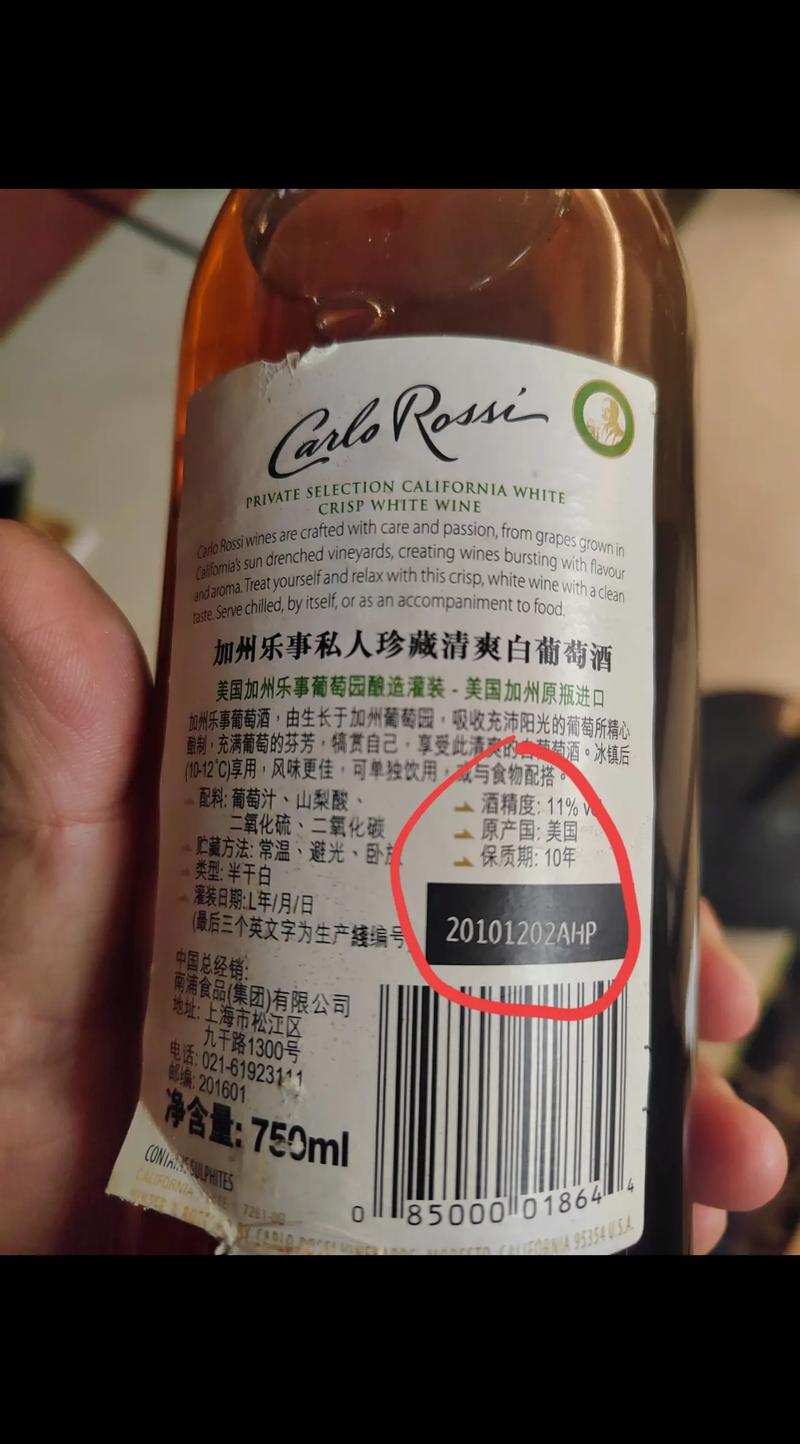 Carlo Rossi
PRIVATE SELECTION CALIFORNIA WHITE
CRISP WHITE WINE
Carlo Rossi wines are crafted with care and passion, from grapes grown in
California's sun drenched vineyards, creating wines bursting with flavour
and aroma. Treat yourself and relax with this crisp, white wine with a clean
taste. Serve chilled, by itself, or as an accompaniment to food.
加州乐事私人珍藏清爽白葡萄酒
美国加州乐事葡萄园酿造灌装 - 美国加州原瓶进口
加州乐事葡萄酒，由生长于加州葡萄园，吸收充沛阳光的葡萄所精心
酿制，充满葡萄的芬芳，犒赏自己，享受此清爽的白葡萄酒。冰镇后
(10-12°C)享用，风味更佳，可单独饮用，或与食物配搭。
配料: 葡萄汁、山梨酸、
二氧化硫、二氧化碳
贮藏方法: 常温、避光、卧放
类型: 半干白
灌装日期:L年/月/日
(最后三个英文字为生产綫编号
酒精度: 11%
原产国: 美国
保质期: 10年
20101202AHP
中国总经销:
南浦食品(集团)有限公司
地址: 上海市松江区
九干路1300号
电话: 021-61923111
邮编: 201601
净含量: 750ml
CONTAINS SULPHITES
CALIFORNIA
0 85000 01864 4
BY CARLO ROSSI VINEYARDS, MODESTO, CALIFORNIA 95354 U.S.A.